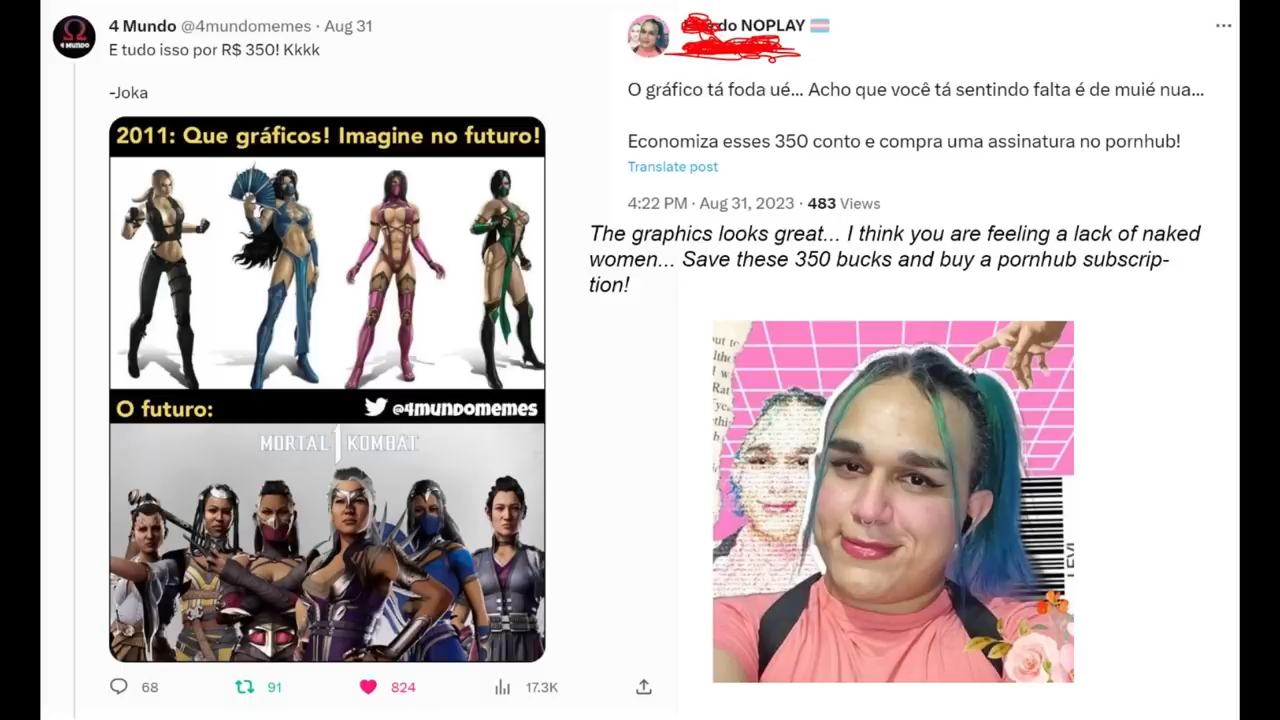 4 Mundo @4mundomemes · Aug 31
E tudo isso por R$ 350! Kkkk
-Joka
2011: Que gráficos! Imagine no futuro!
O futuro:
@4mundomemes
MORTAL 1 KOMBAT
68
91
824
17.3K
do NOPLAY
O gráfico tá foda ué... Acho que você tá sentindo falta é de muié nua...
Economiza esses 350 conto e compra uma assinatura no pornhub!
Translate post
4:22 PM · Aug 31, 2023 · 483 Views
The graphics looks great... I think you are feeling a lack of naked
women... Save these 350 bucks and buy a pornhub subscrip-
tion!